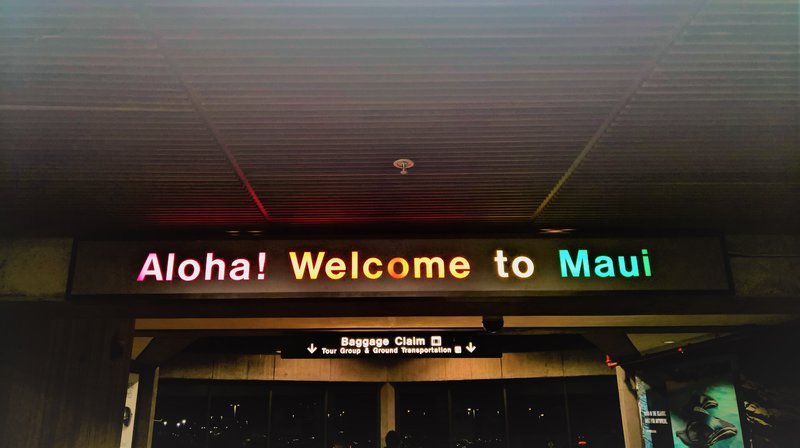 Aloha! Welcome to Maui
Baggage Claim
Tour Group & Ground Transportation